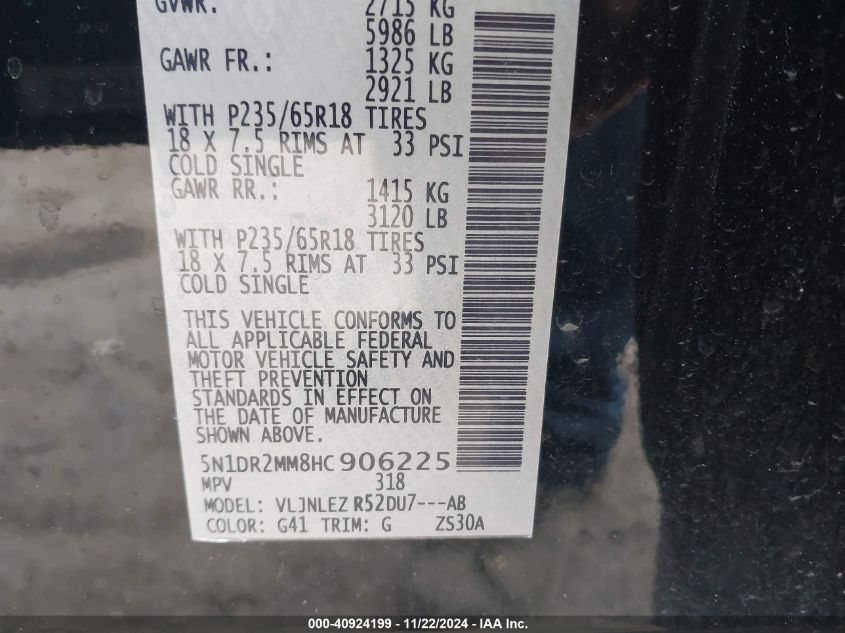 GVWR: 2715 KG
5986 LB
GAWR FR.: 1325 KG
2921 LB
WITH P235/65R18 TIRES
18 X 7.5 RIMS AT 33 PSI
COLD SINGLE
GAWR RR.: 1415 KG
3120 LB
WITH P235/65R18 TIRES
18 X 7.5 RIMS AT 33 PSI
COLD SINGLE
THIS VEHICLE CONFORMS TO
ALL APPLICABLE FEDERAL
MOTOR VEHICLE SAFETY AND
THEFT PREVENTION
STANDARDS IN EFFECT ON
THE DATE OF MANUFACTURE
SHOWN ABOVE.
5N1DR2MM8HC906225
MPV 318
MODEL: VLJNLEZ R52DU7---AB
COLOR: G41 TRIM: G ZS30A
000-40924199 - 11/22/2024 - IAA Inc.